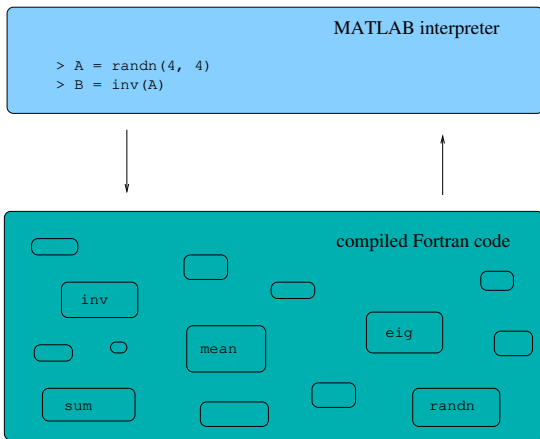 MATLAB interpreter
> A = randn(4, 4)
> B = inv(A)
compiled Fortran code
inv
eig
mean
sum
randn